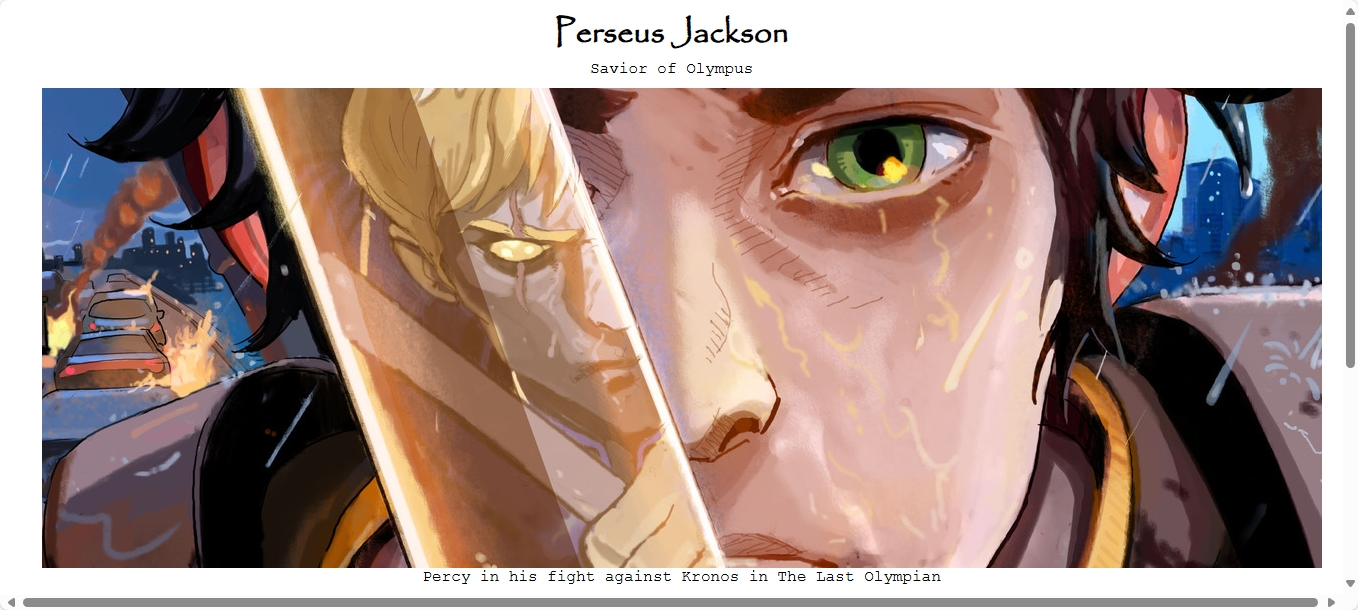 Perseus Jackson
Savior of Olympus
Percy in his fight against Kronos in The Last Olympian